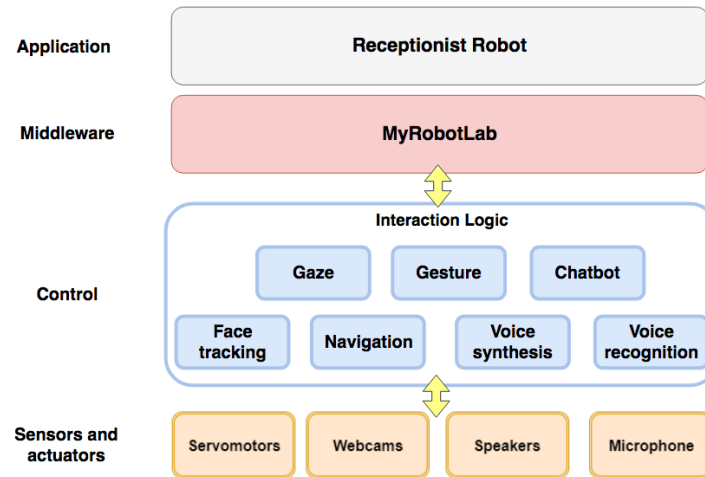 Application
Receptionist Robot
Middleware
MyRobotLab
Interaction Logic
Gaze
Gesture
Chatbot
Control
Face
tracking
Navigation
Voice
synthesis
Voice
recognition
Sensors and
actuators
Servomotors
Webcams
Speakers
Microphone